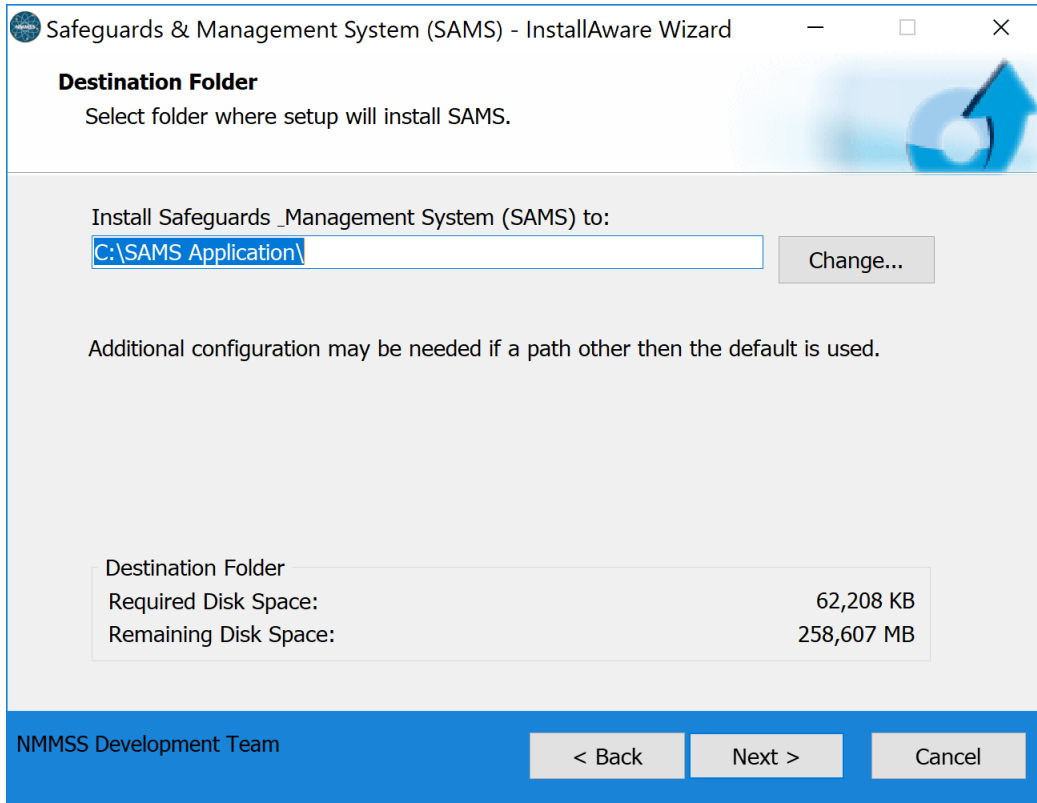 Safeguards & Management System (SAMS) - InstallAware Wizard
Destination Folder
Select folder where setup will install SAMS.
Install Safeguards _Management System (SAMS) to:
C:\SAMS Application\
Change...
Additional configuration may be needed if a path other then the default is used.
Destination Folder
Required Disk Space: 62,208 KB
Remaining Disk Space: 258,607 MB
NMMSS Development Team
< Back
Next >
Cancel